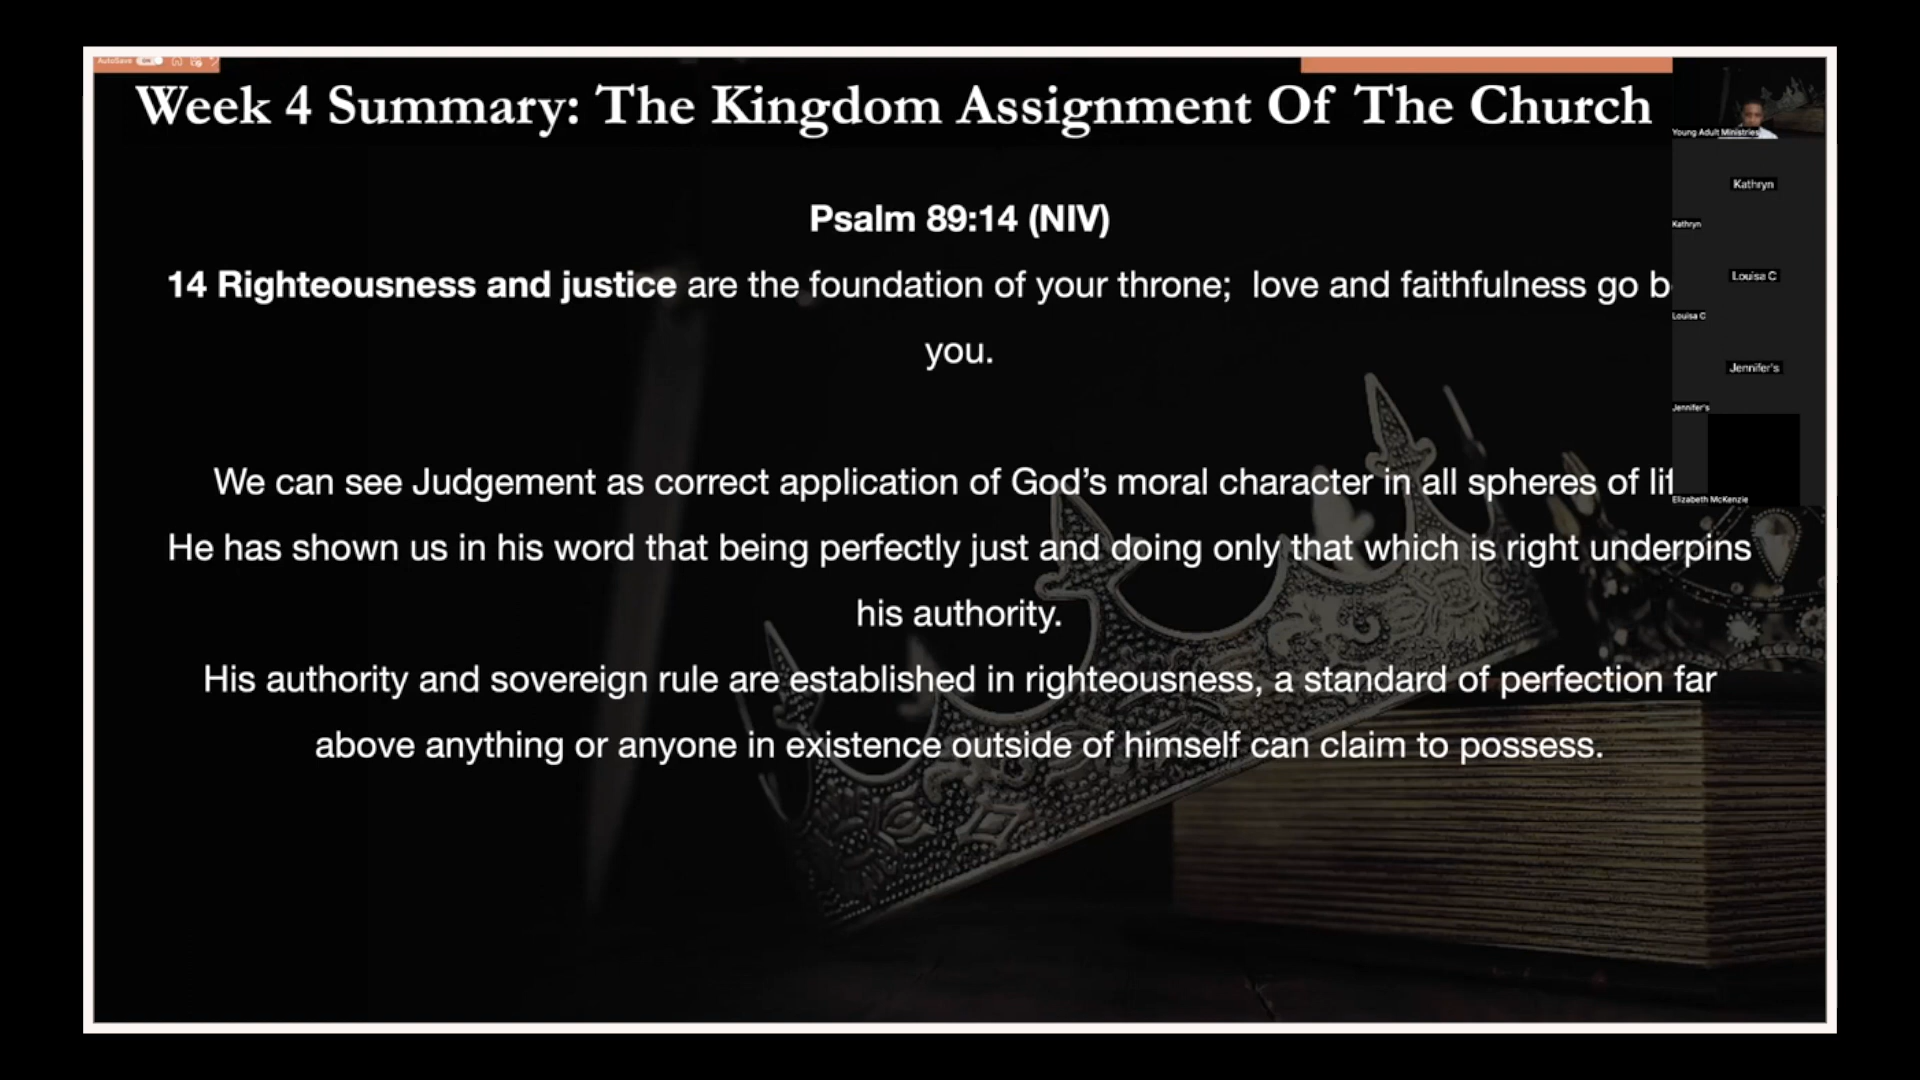 AutoSave ON
Week 4 Summary: The Kingdom Assignment Of The Church
Psalm 89:14 (NIV)
14 Righteousness and justice are the foundation of your throne; love and faithfulness go
you.
We can see Judgement as correct application of God's moral character in all spheres of
He has shown us in his word that being perfectly just and doing only that which is right underpins
his authority.
His authority and sovereign rule are established in righteousness, a standard of perfection far
above anything or anyone in existence outside of himself can claim to possess.
Young Adult Ministries
Kathryn
Kathryn
Louisa C
Louisa C
Jennifer's
Jennifer's
Elizabeth McKenzie